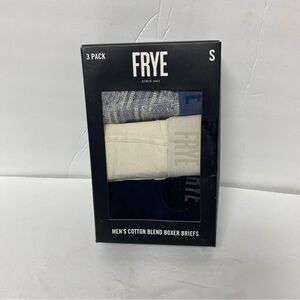 3 PACK
FRYE
SINCE 1863
S
FRYE
MEN'S COTTON BLEND BOXER BRIEFS